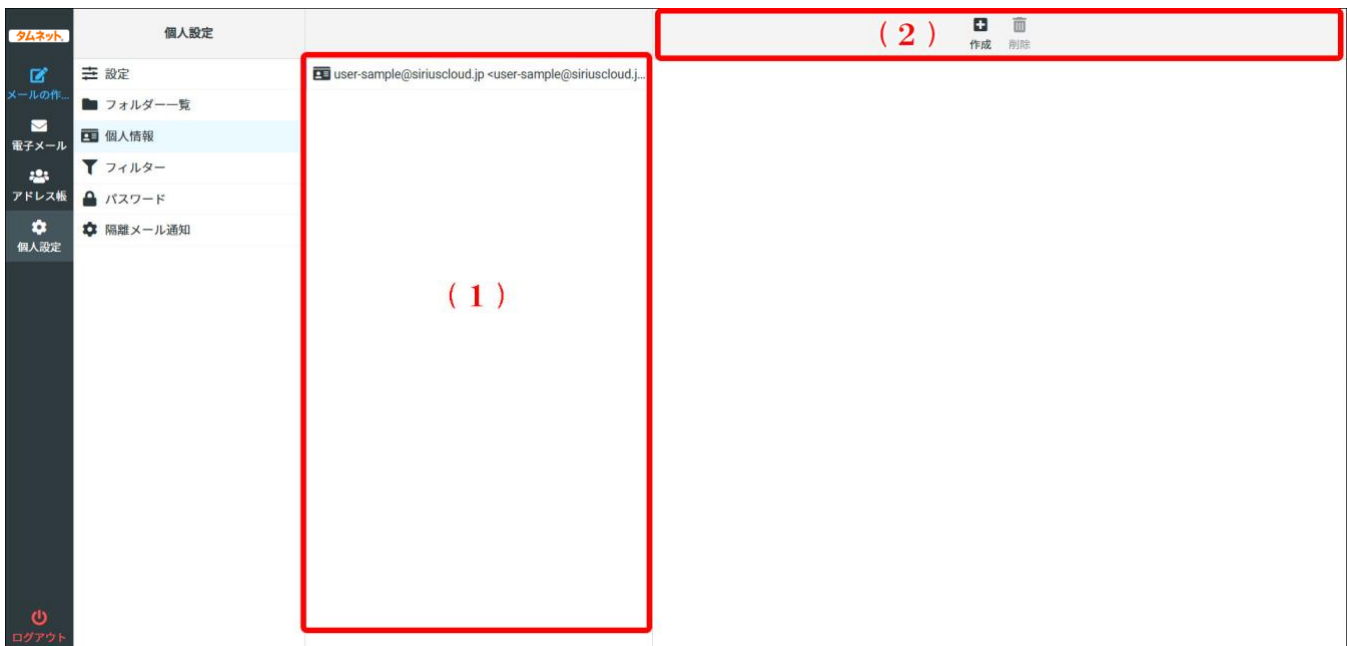 タムネット
メールの作...
電子メール
アドレス帳
個人設定
ログアウト
個人設定
設定
フォルダー一覧
個人情報
フィルター
パスワード
隔離メール通知
user-sample@siriuscloud.jp <user-sample@siriuscloud.j...
(1)
(2)
作成
削除